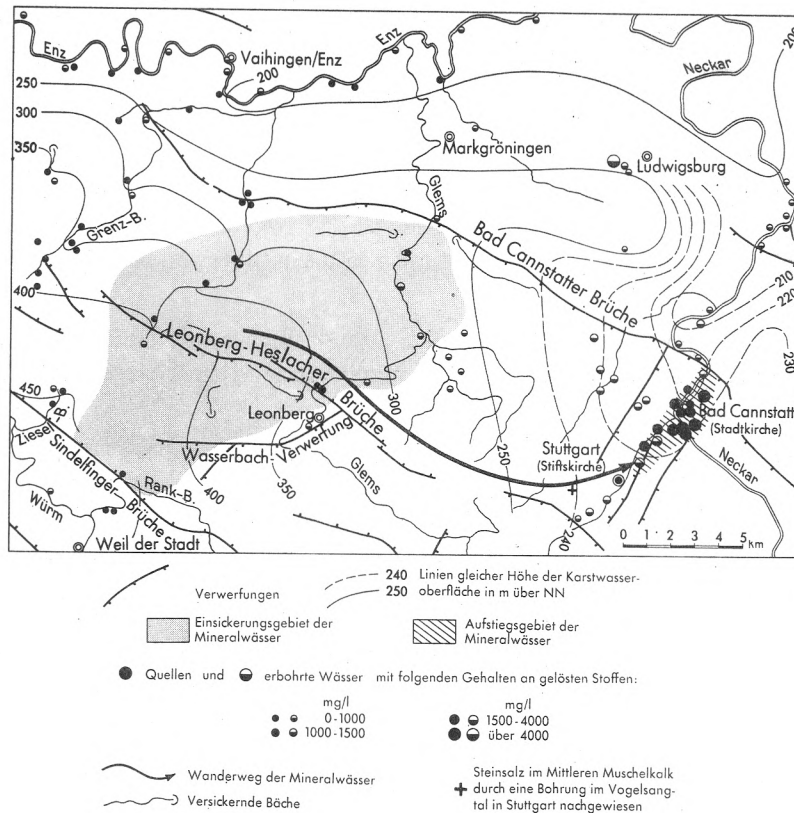 Enz
Vaihingen/Enz
Enz
Neckar
200
200
250
300
350
Markgröningen
Ludwigsburg
Glems
Grenz-B.
Bad Cannstatter Brüche
210
220
230
400
Leonberg-Heslacher Brüche
300
450
Leonberg
Bad Cannstatt
(Stadtkirche)
Ziesel B.
Wasserbach-Verwerfung
250
Stuttgart
(Stiftskirche)
Sindelfinger-Brüche
Rank-B.
400
350
Glems
Neckar
Würm
240
Weil der Stadt
0 1 2 3 4 5
km
Verwerfungen
240 Linien gleicher Höhe der Karstwasser-
250 oberfläche in m über NN
Einsickerungsgebiet der
Mineralwässer
Aufstiegsgebiet der
Mineralwässer
Quellen und erbohrte Wässer mit folgenden Gehalten an gelösten Stoffen:
mg/l
0-1000
1000-1500
mg/l
1500-4000
über 4000
Wanderweg der Mineralwässer
Versickernde Bäche
Steinsalz im Mittleren Muschelkalk
durch eine Bohrung im Vogelsang-
tal in Stuttgart nachgewiesen